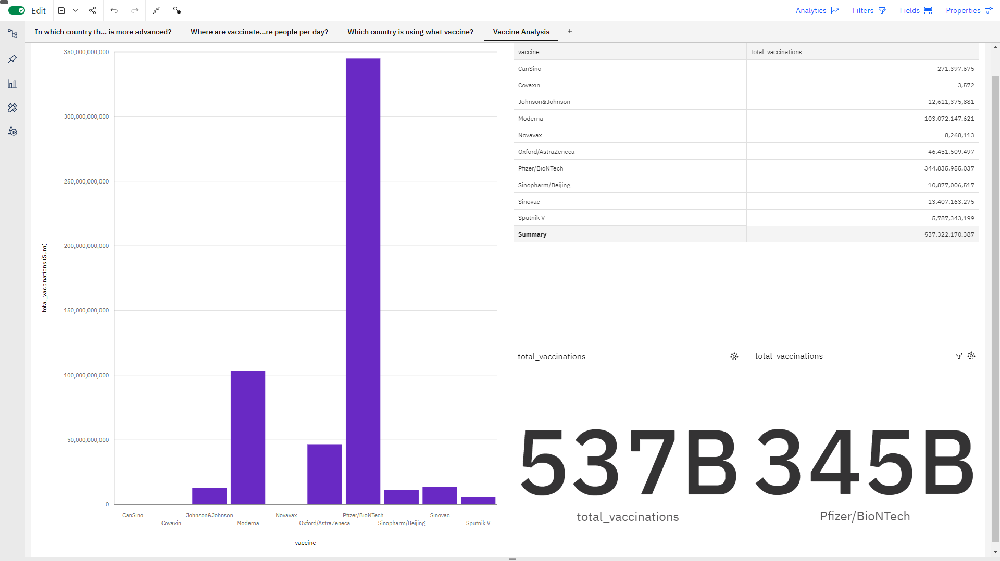 Edit
Analytics
Filters
Fields
Properties
In which country th... is more advanced?
Where are vaccinate...re people per day?
Which country is using what vaccine?
Vaccine Analysis
+
350,000,000,000
300,000,000,000
250,000,000,000
200,000,000,000
150,000,000,000
100,000,000,000
50,000,000,000
0
total_vaccinations (Sum)
CanSino
Covaxin
Johnson&Johnson
Moderna
Novavax
Oxford/AstraZeneca
Pfizer/BioNTech
Sinopharm/Beijing
Sinovac
Sputnik V
vaccine
vaccine total_vaccinations
CanSino 271,397,675
Covaxin 3,572
Johnson&Johnson 12,611,375,881
Moderna 103,072,147,621
Novavax 8,268,113
Oxford/AstraZeneca 46,451,509,497
Pfizer/BioNTech 344,835,955,037
Sinopharm/Beijing 10,877,006,517
Sinovac 13,407,163,275
Sputnik V 5,787,343,199
Summary 537,322,170,387
total_vaccinations
537B
total_vaccinations
total_vaccinations
345B
Pfizer/BioNTech